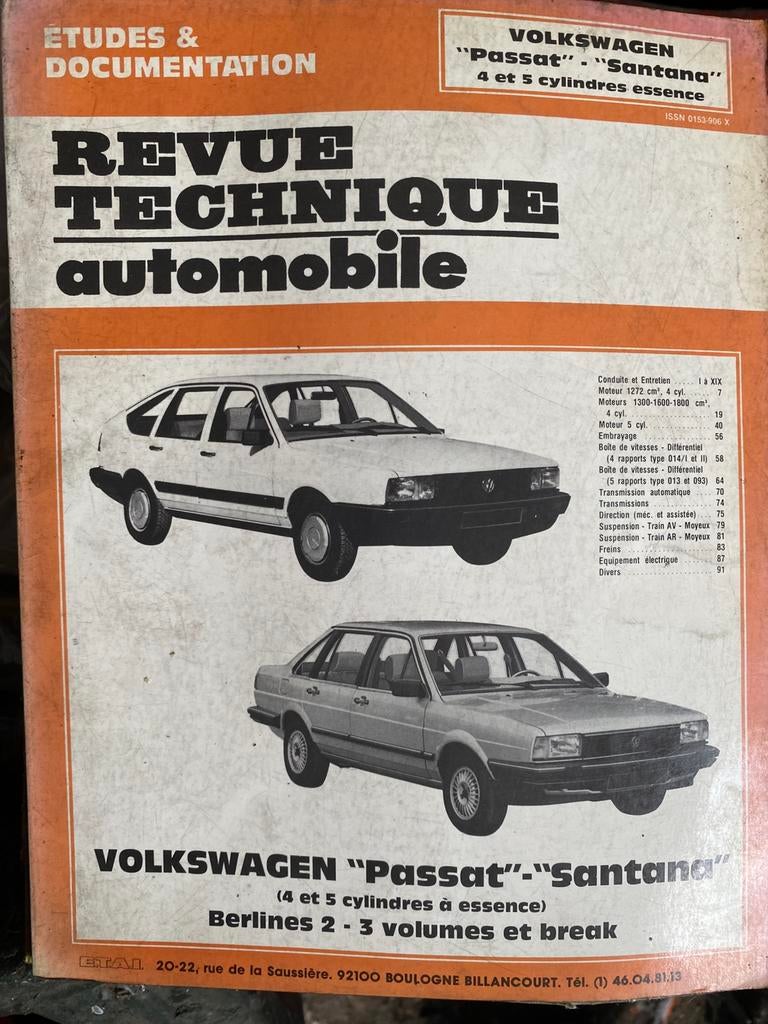 ETUDES &
DOCUMENTATION
VOLKSWAGEN
"Passat" - "Santana"
4 et 5 cylindres essence
ISSN 0153-906 X
REVUE
TECHNIQUE
automobile
Conduite et Entretien ..... I à XIX
Moteur 1272 cm³, 4 cyl. ..... 7
Moteurs 1300-1600-1800 cm³,
4 cyl. ..... 19
Moteur 5 cyl. ..... 40
Embrayage ..... 56
Boîte de vitesses - Différentiel
(4 rapports type 014/I et II) 58
Boîte de vitesses - Différentiel
(5 rapports type 013 et 093) 64
Transmission automatique ..... 70
Transmissions ..... 74
Direction (méc. et assistée) ..... 75
Suspension - Train AV - Moyeux 79
Suspension - Train AR - Moyeux 81
Freins ..... 83
Equipement électrique ..... 87
Divers ..... 91
VOLKSWAGEN "Passat"-"Santana"
(4 et 5 cylindres à essence)
Berlines 2 - 3 volumes et break
E.T.A.I. 20-22, rue de la Saussière. 92100 BOULOGNE BILLANCOURT. Tél. (1) 46.04.81.13